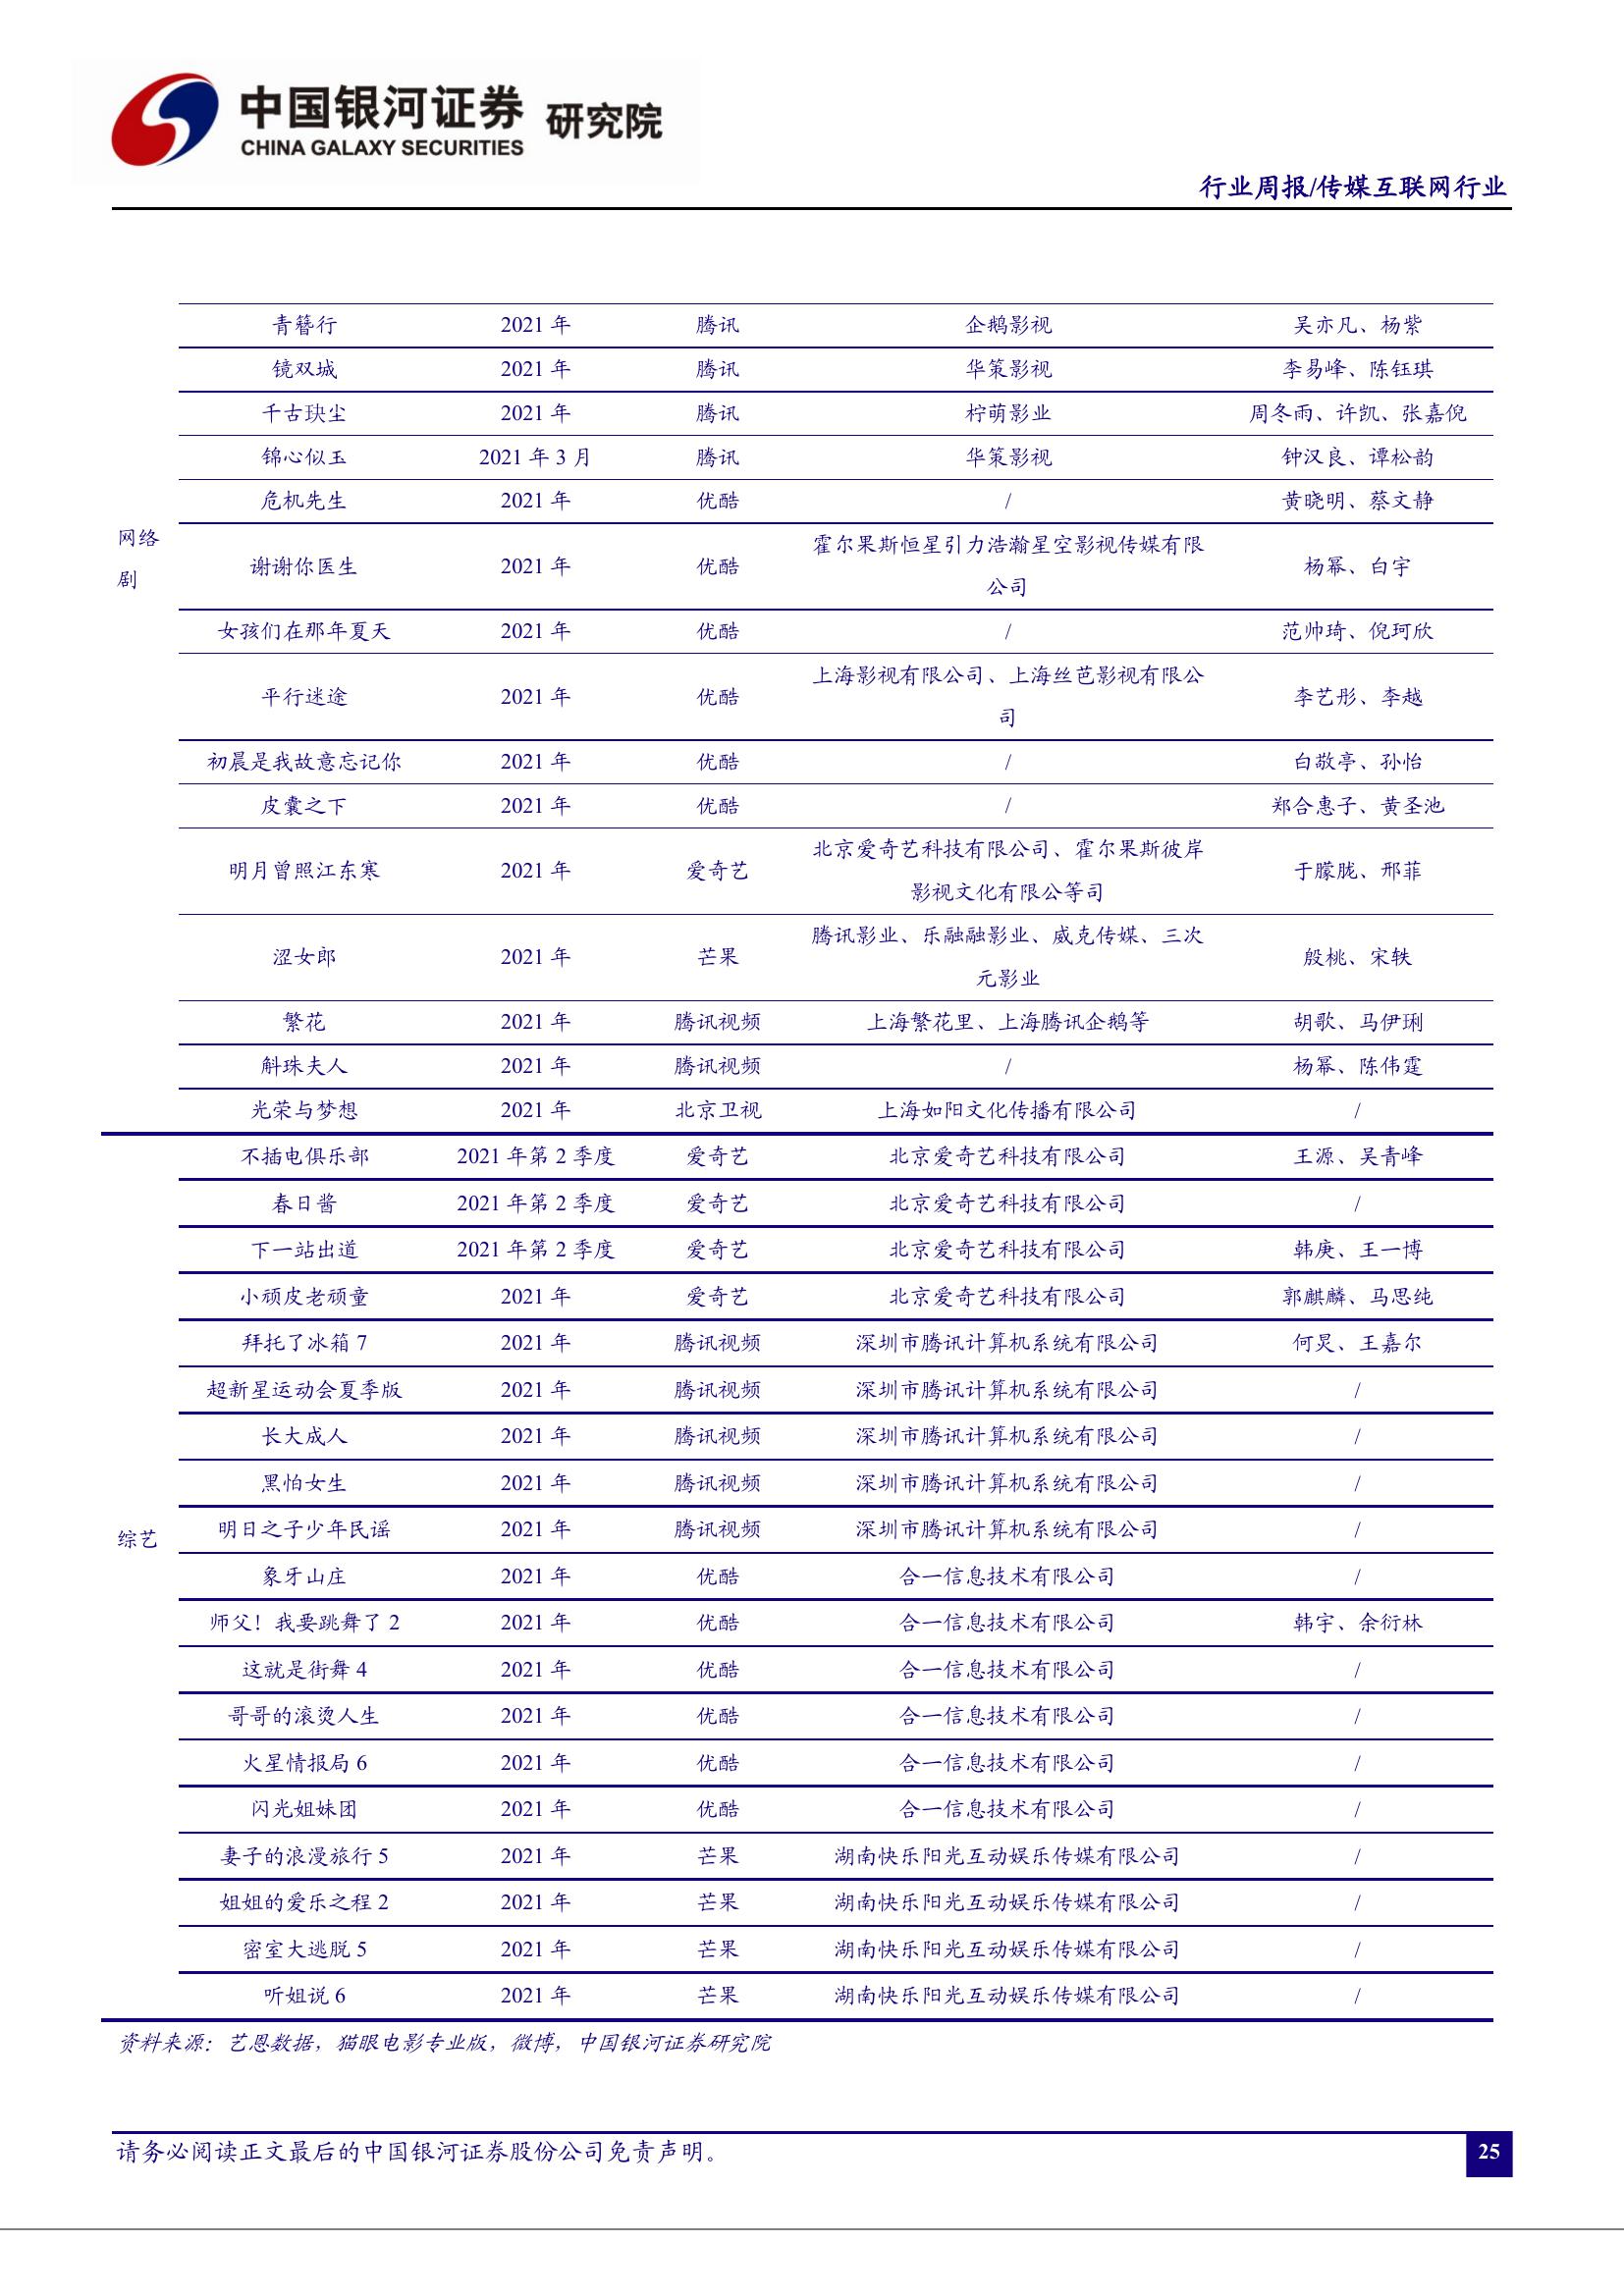 中国银河证券 研究院
CHINA GALAXY SECURITIES
行业周报/传媒互联网行业
青簪行 2021 年 腾讯 企鹅影视 吴亦凡、杨紫
镜双城 2021 年 腾讯 华策影视 李易峰、陈钰琪
千古玦尘 2021 年 腾讯 柠萌影业 周冬雨、许凯、张嘉倪
锦心似玉 2021 年 3 月 腾讯 华策影视 钟汉良、谭松韵
危机先生 2021 年 优酷 / 黄晓明、蔡文静
网络
剧
谢谢你医生 2021 年 优酷 霍尔果斯恒星引力浩瀚星空影视传媒有限
公司 杨幂、白宇
女孩们在那年夏天 2021 年 优酷 / 范帅琦、倪珂欣
平行迷途 2021 年 优酷 上海影视有限公司、上海丝芭影视有限公
司 李艺彤、李越
初晨是我故意忘记你 2021 年 优酷 / 白敬亭、孙怡
皮囊之下 2021 年 优酷 / 郑合惠子、黄圣池
明月曾照江东寒 2021 年 爱奇艺 北京爱奇艺科技有限公司、霍尔果斯彼岸
影视文化有限公等司 于朦胧、邢菲
涩女郎 2021 年 芒果 腾讯影业、乐融融影业、威克传媒、三次
元影业 殷桃、宋轶
繁花 2021 年 腾讯视频 上海繁花里、上海腾讯企鹅等 胡歌、马伊琍
斛珠夫人 2021 年 腾讯视频 / 杨幂、陈伟霆
光荣与梦想 2021 年 北京卫视 上海如阳文化传播有限公司 /
不插电俱乐部 2021 年第 2 季度 爱奇艺 北京爱奇艺科技有限公司 王源、吴青峰
春日酱 2021 年第 2 季度 爱奇艺 北京爱奇艺科技有限公司 /
下一站出道 2021 年第 2 季度 爱奇艺 北京爱奇艺科技有限公司 韩庚、王一博
小顽皮老顽童 2021 年 爱奇艺 北京爱奇艺科技有限公司 郭麒麟、马思纯
拜托了冰箱 7 2021 年 腾讯视频 深圳市腾讯计算机系统有限公司 何炅、王嘉尔
超新星运动会夏季版 2021 年 腾讯视频 深圳市腾讯计算机系统有限公司 /
长大成人 2021 年 腾讯视频 深圳市腾讯计算机系统有限公司 /
黑怕女生 2021 年 腾讯视频 深圳市腾讯计算机系统有限公司 /
综艺 明日之子少年民谣 2021 年 腾讯视频 深圳市腾讯计算机系统有限公司 /
象牙山庄 2021 年 优酷 合一信息技术有限公司 /
师父！我要跳舞了 2 2021 年 优酷 合一信息技术有限公司 韩宇、余衍林
这就是街舞 4 2021 年 优酷 合一信息技术有限公司 /
哥哥的滚烫人生 2021 年 优酷 合一信息技术有限公司 /
火星情报局 6 2021 年 优酷 合一信息技术有限公司 /
闪光姐妹团 2021 年 优酷 合一信息技术有限公司 /
妻子的浪漫旅行 5 2021 年 芒果 湖南快乐阳光互动娱乐传媒有限公司 /
姐姐的爱乐之程 2 2021 年 芒果 湖南快乐阳光互动娱乐传媒有限公司 /
密室大逃脱 5 2021 年 芒果 湖南快乐阳光互动娱乐传媒有限公司 /
听姐说 6 2021 年 芒果 湖南快乐阳光互动娱乐传媒有限公司 /
资料来源：艺恩数据，猫眼电影专业版，微博，中国银河证券研究院
请务必阅读正文最后的中国银河证券股份公司免责声明。
25